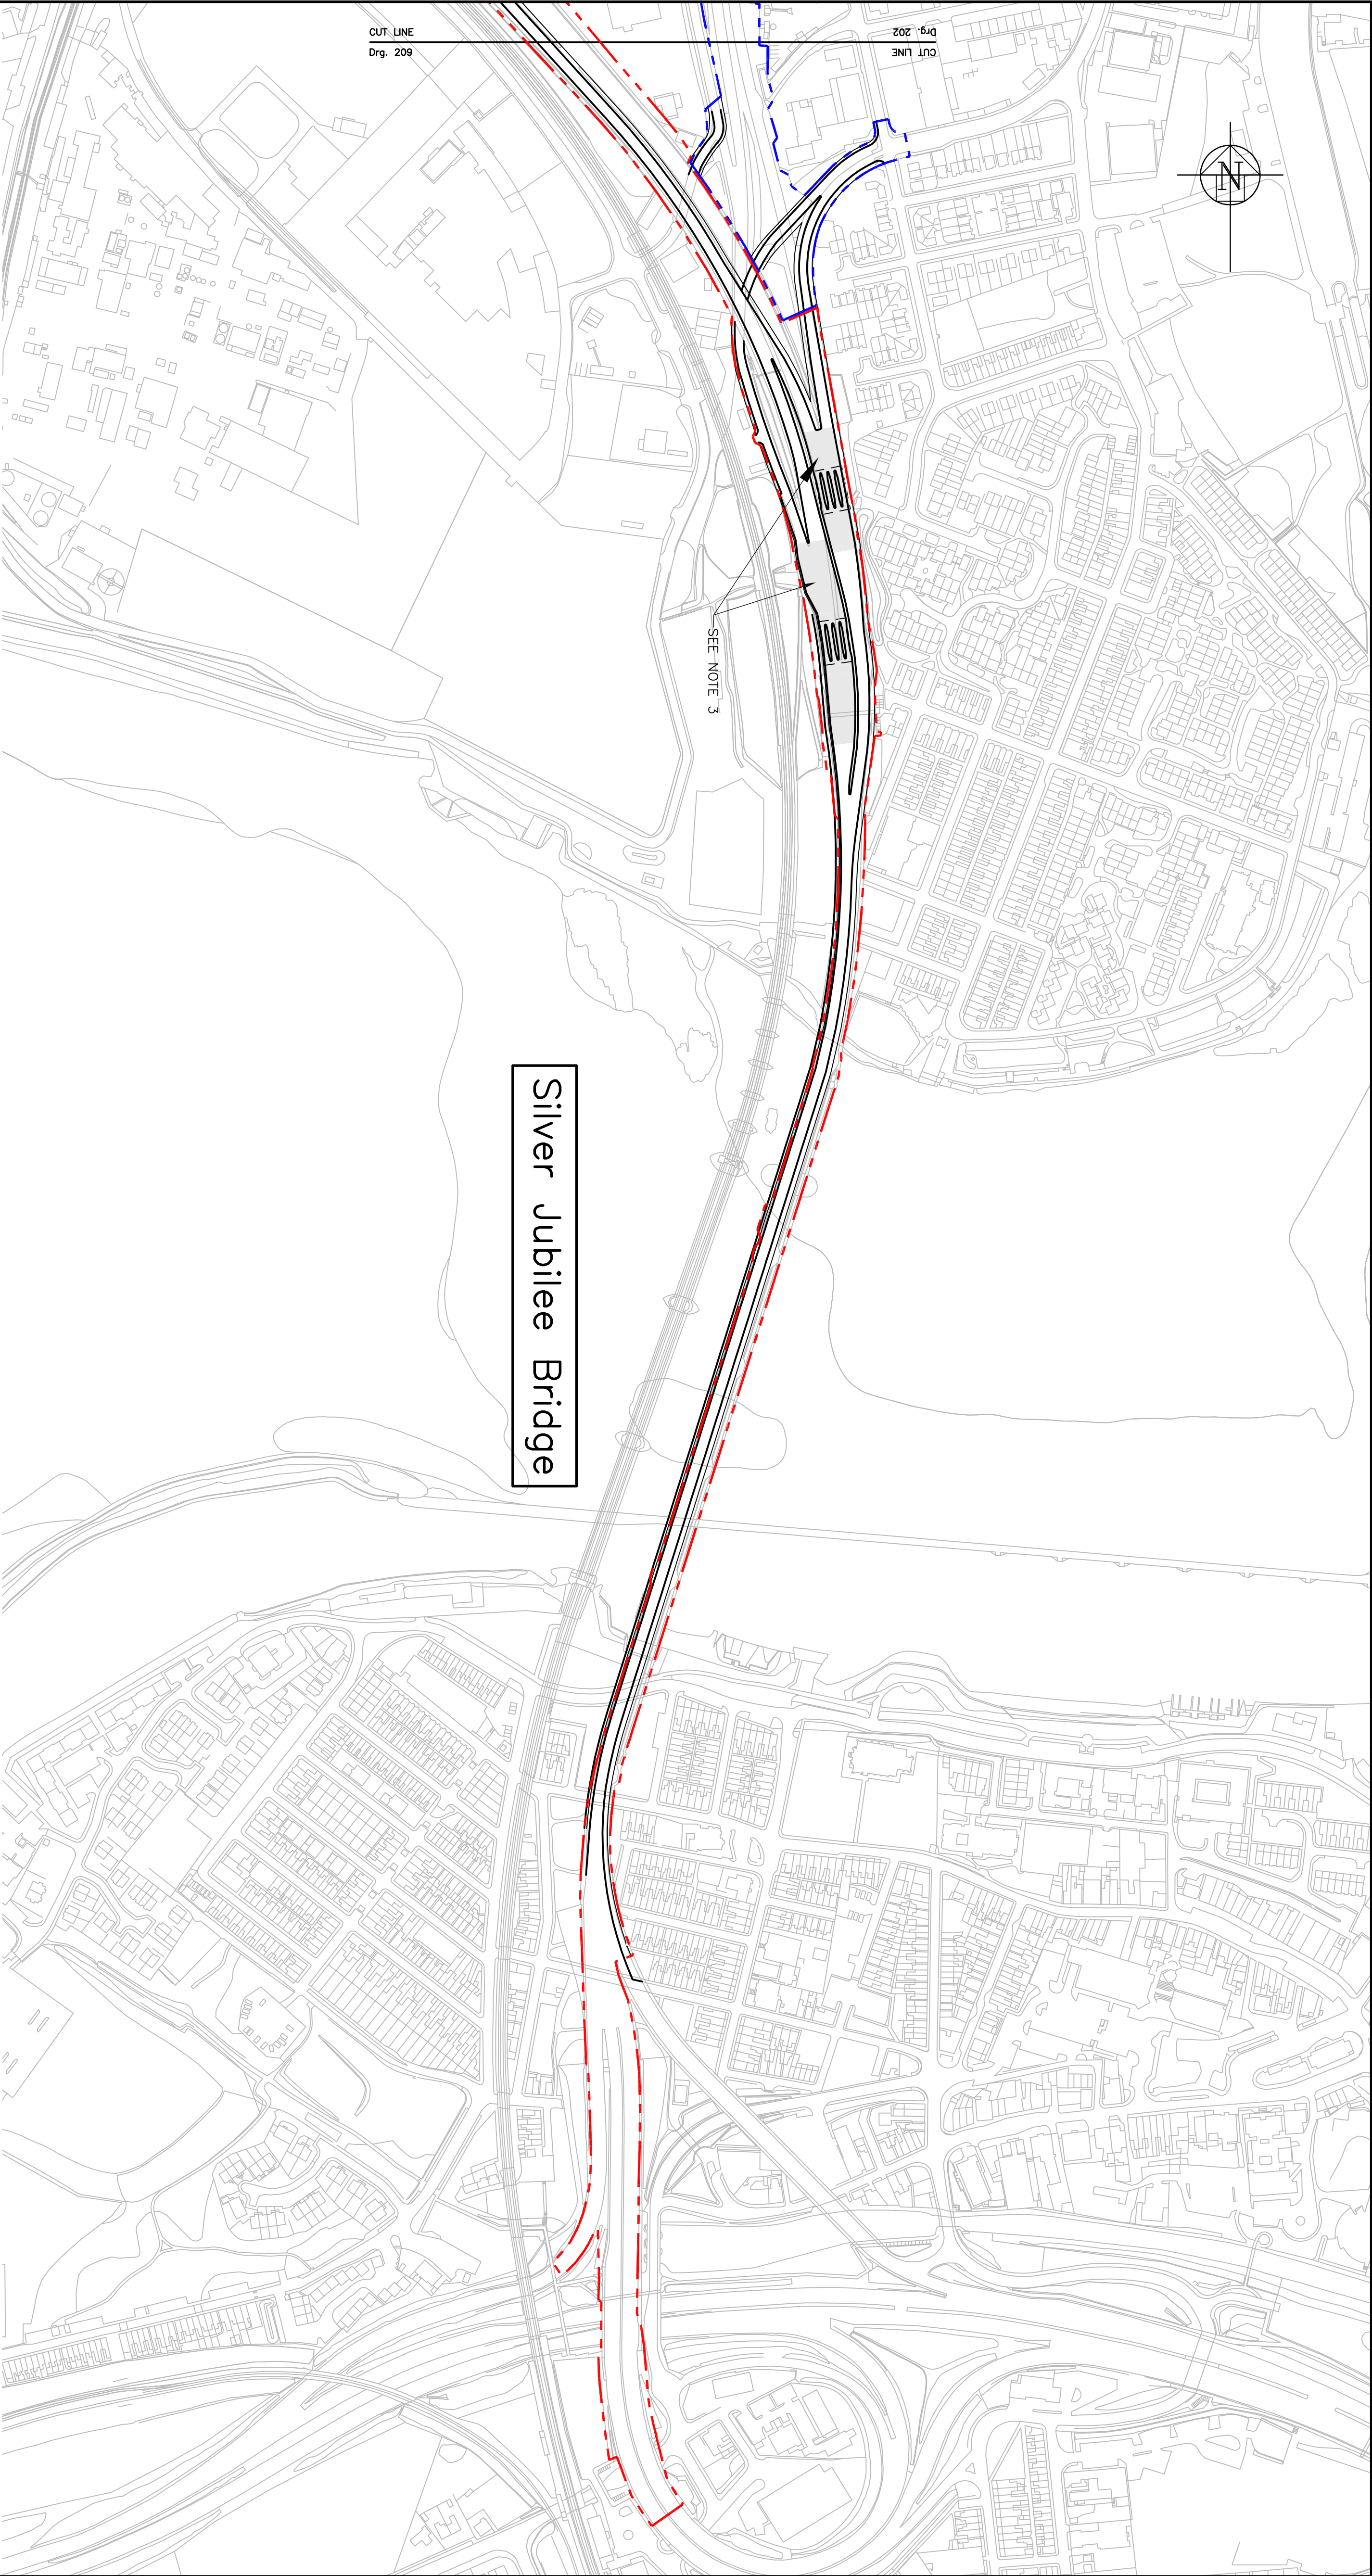 CUT LINE
Drg. 209
CUT LINE
Drg. 202
N
SEE NOTE 3
Silver Jubilee Bridge